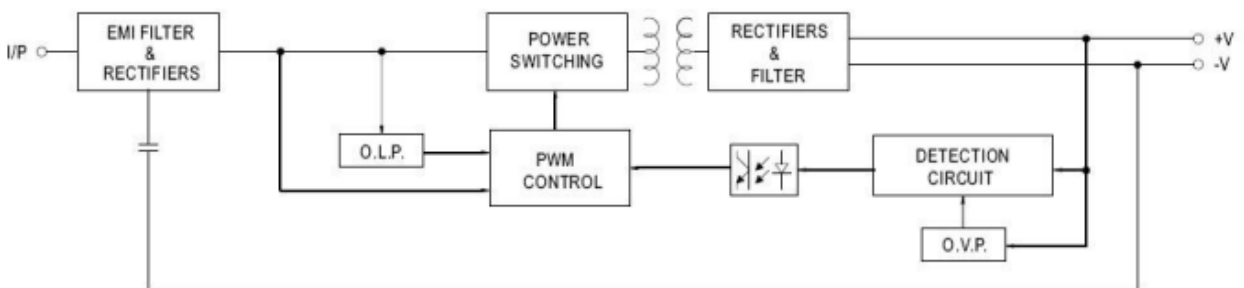 I/P
EMI FILTER
&
RECTIFIERS
POWER
SWITCHING
RECTIFIERS
&
FILTER
+V
-V
O.L.P.
PWM
CONTROL
DETECTION
CIRCUIT
O.V.P.